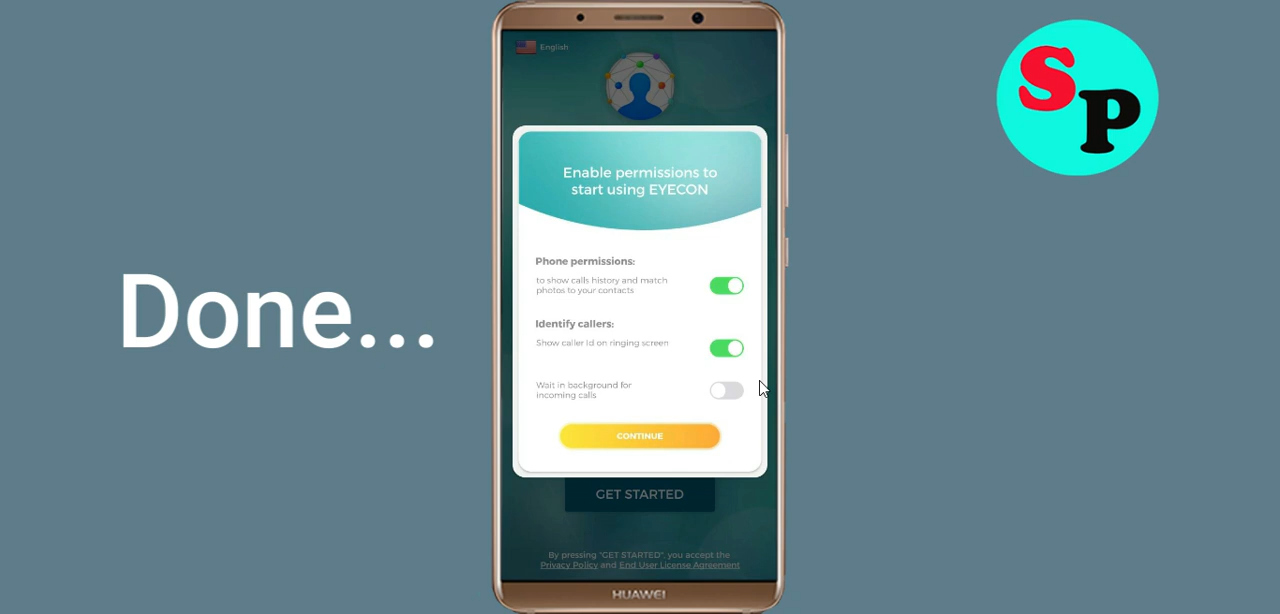 English
SP
Enable permissions to
start using EYECON
Phone permissions:
to show calls history and match
photos to your contacts
Identify callers:
Show caller Id on ringing screen
Wait in background for
incoming calls
Done...
CONTINUE
GET STARTED
By pressing "GET STARTED", you accept the
Privacy Policy and End User License Agreement
HUAWEI